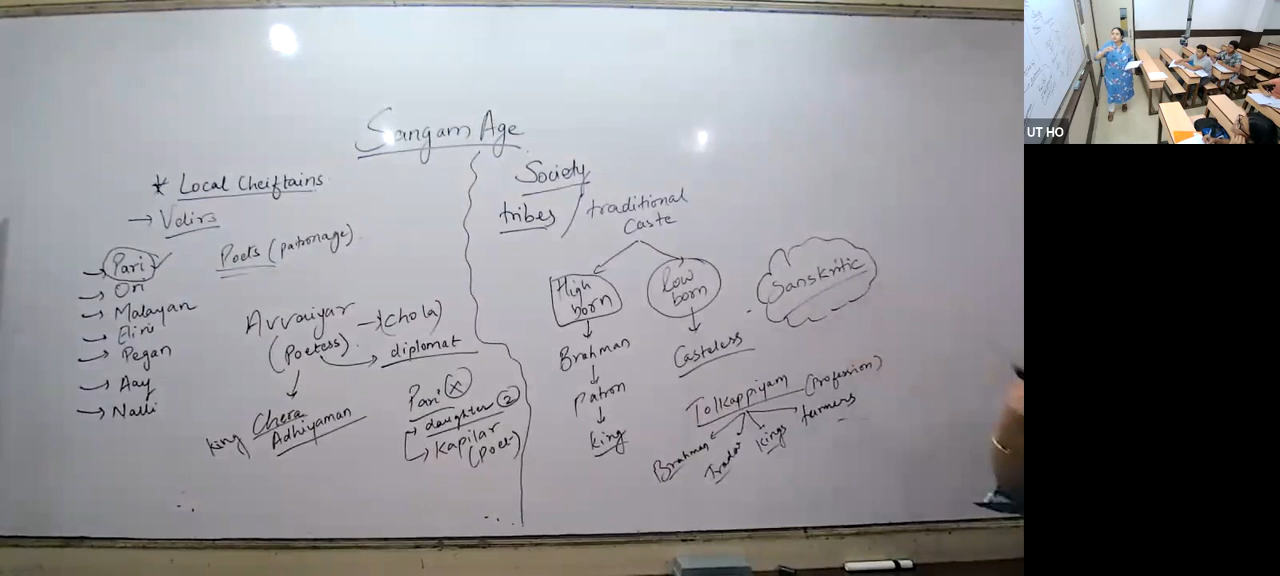 Sangam Age
* Local Cheiftains
→ Velirs
→ Pari ✓
→ Ori
→ Malayan
→ Elini
→ Pegan
→ Aay
→ Nalli
Poets (patronage)
Avvaiyar → (chola)
(Poetess) → diplomat
king Chera
Adhiyaman
Pari (x)
→ daughter (2)
→ Kapilar
(Poet)
Society
tribes / traditional
Caste
High
born
Brahman
Patron
King
Low
born
Casteless
Sanskritic
Tolkappiyam (Profession)
Brahman
Trader
Kings
farmers
UT HO